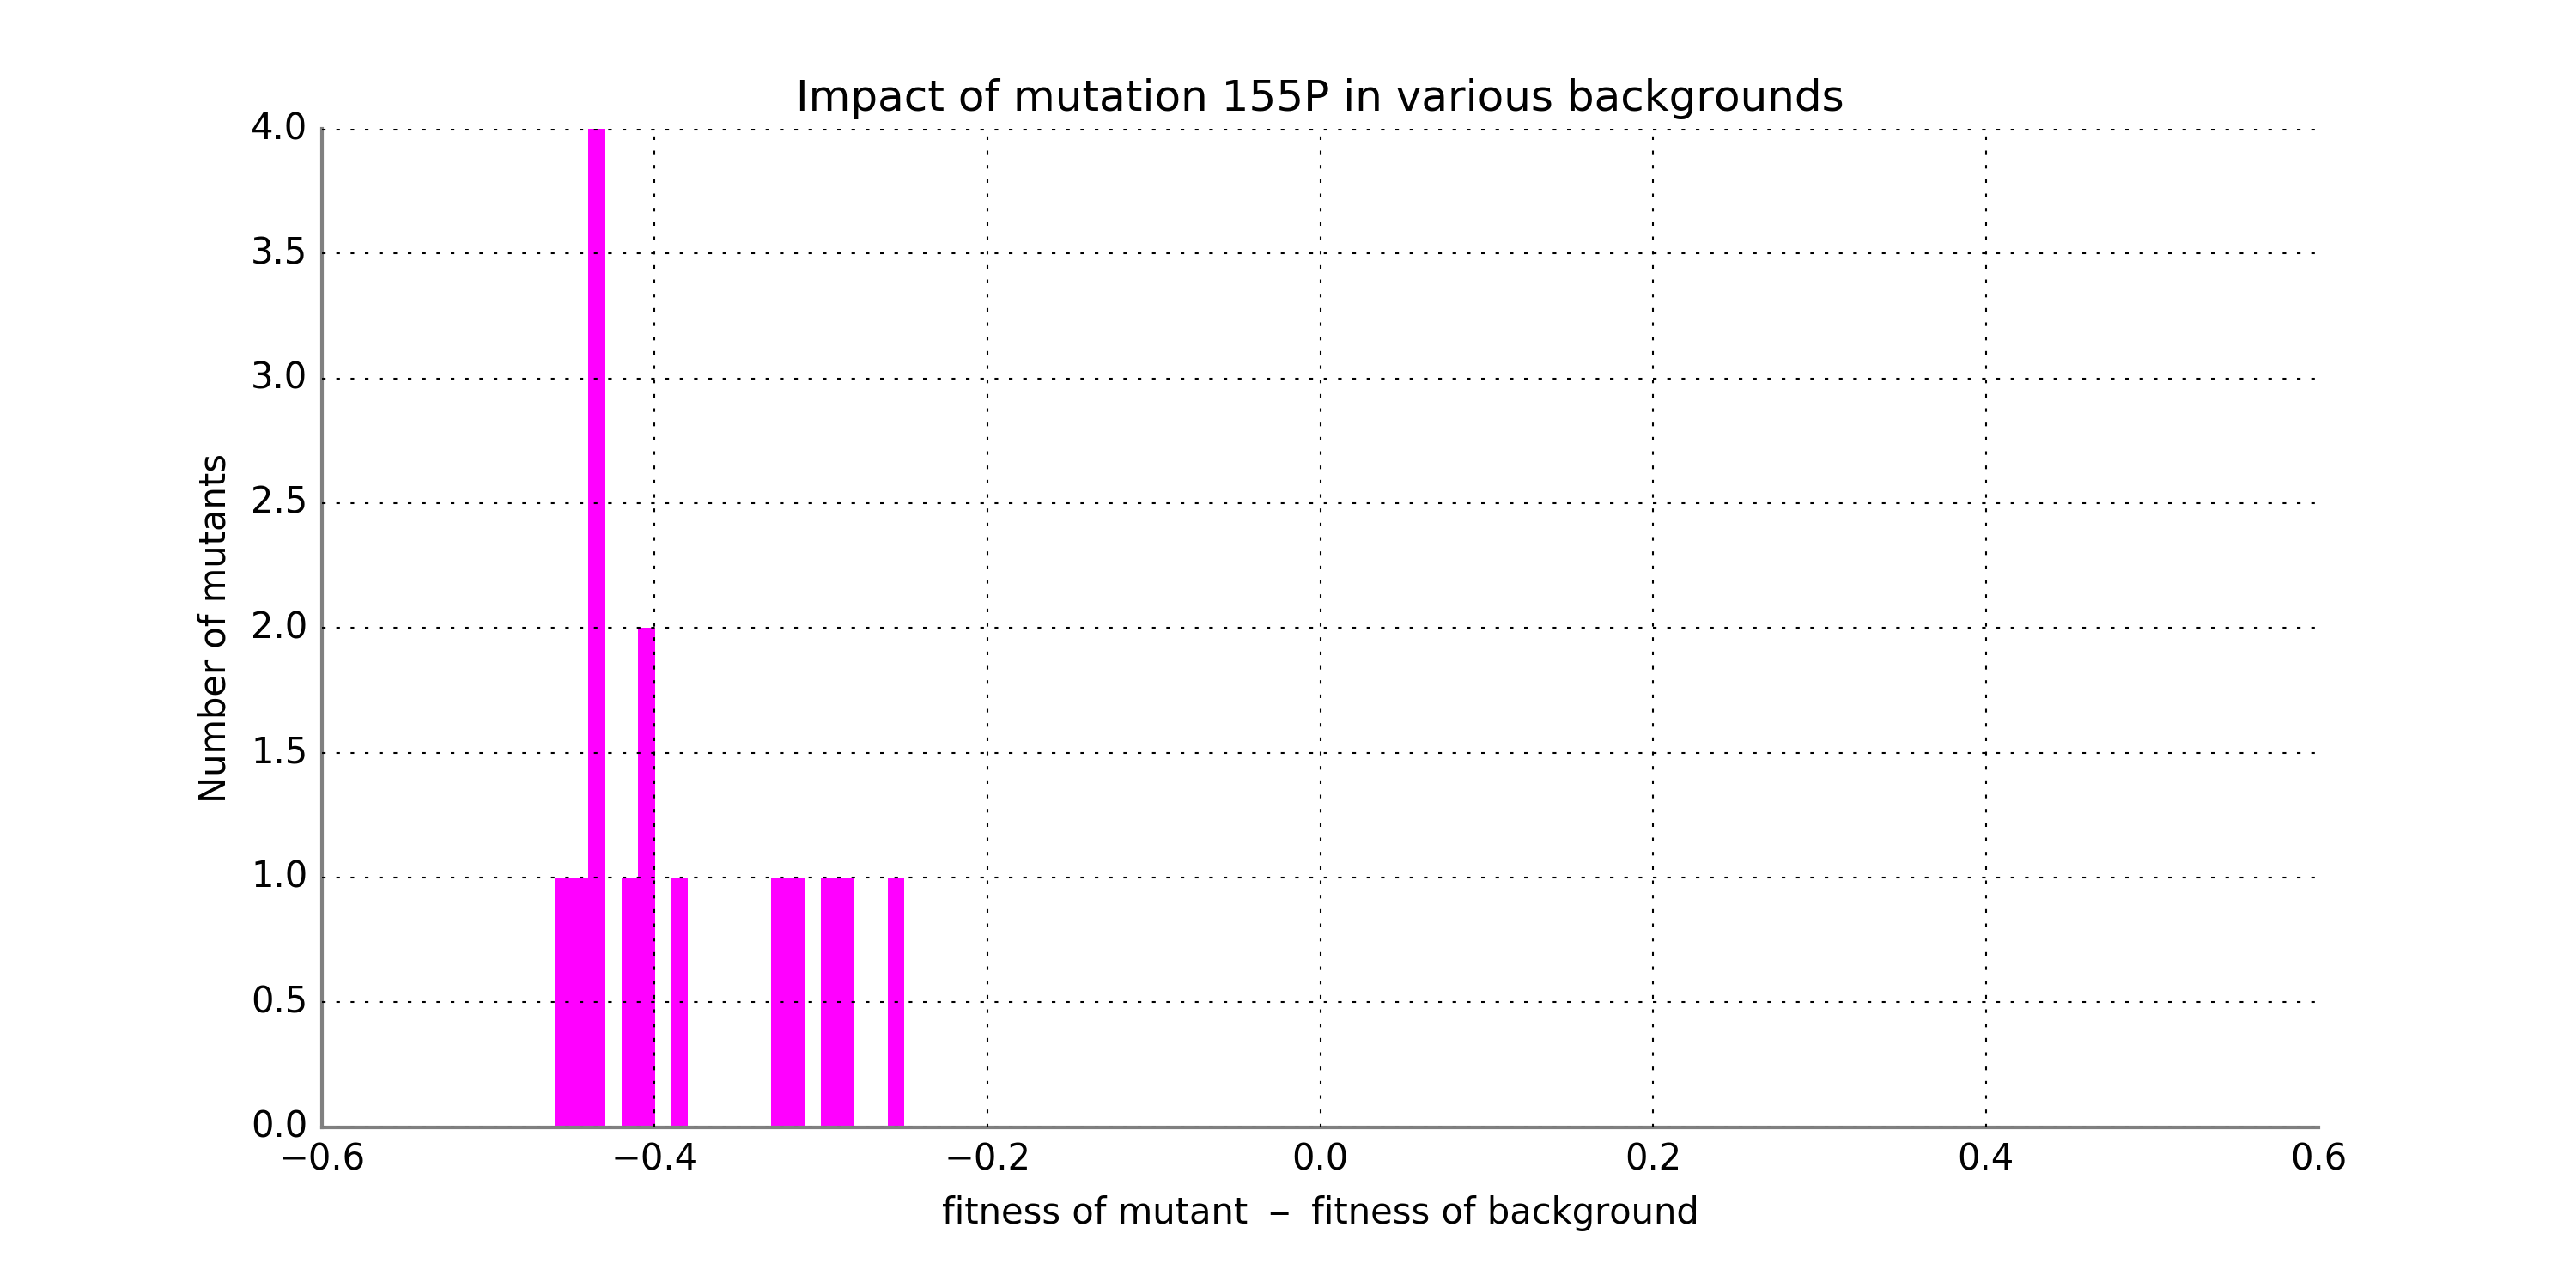 Impact of mutation 155P in various backgrounds
4.0
3.5
3.0
2.5
2.0
1.5
1.0
0.5
0.0
Number of mutants
−0.6 −0.4 −0.2 0.0 0.2 0.4 0.6
fitness of mutant − fitness of background